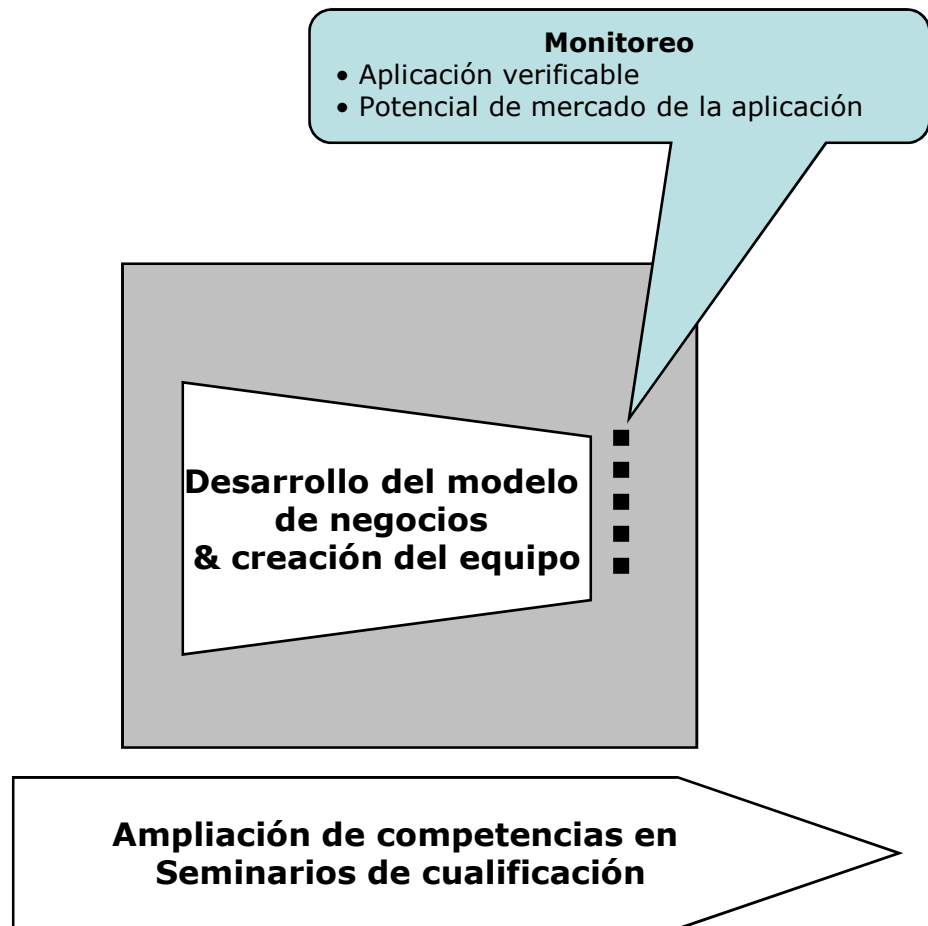 Monitoreo
• Aplicación verificable
• Potencial de mercado de la aplicación
Desarrollo del modelo
de negocios
& creación del equipo
Ampliación de competencias en
Seminarios de cualificación